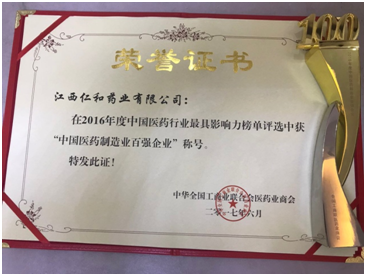 100
荣誉证书
江西仁和药业有限公司：
在2016年度中国医药行业最具影响力榜单评选中获
“中国医药制造业百强企业”称号。
特发此证！
中华全国工商业联合会医药业商会
二〇一七年六月